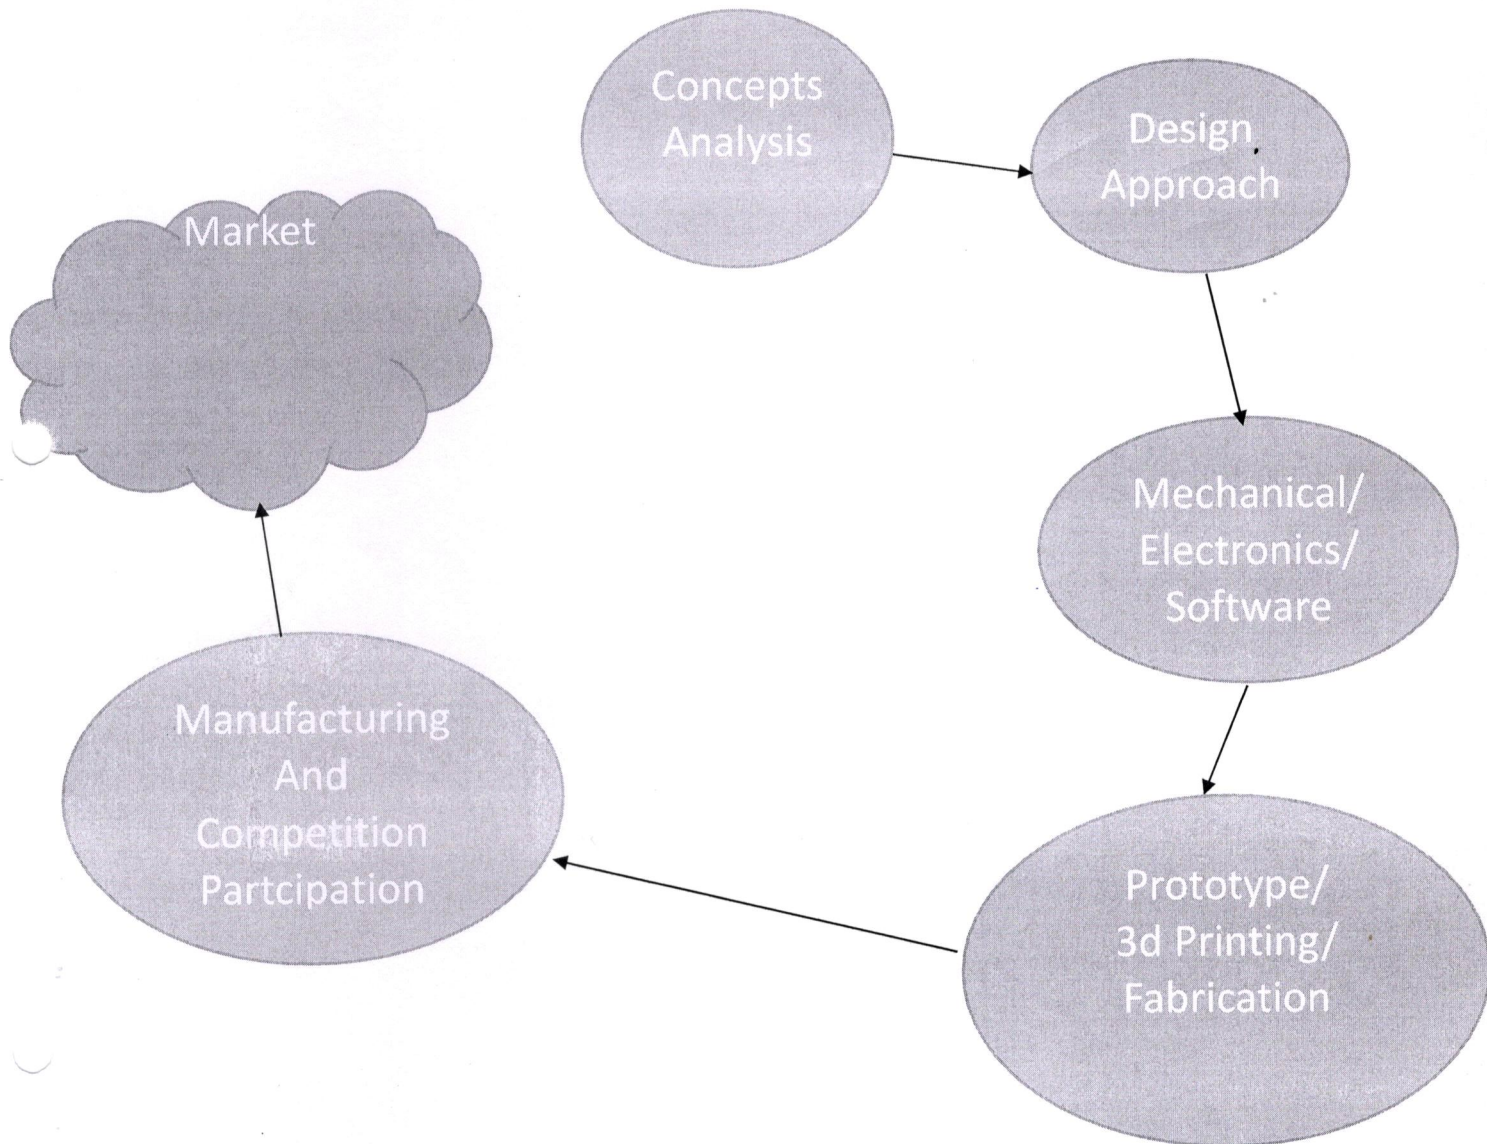 Concepts
Analysis
Design
Approach
Mechanical/
Electronics/
Software
Prototype/
3d Printing/
Fabrication
Manufacturing
And
Competition
Partcipation
Market